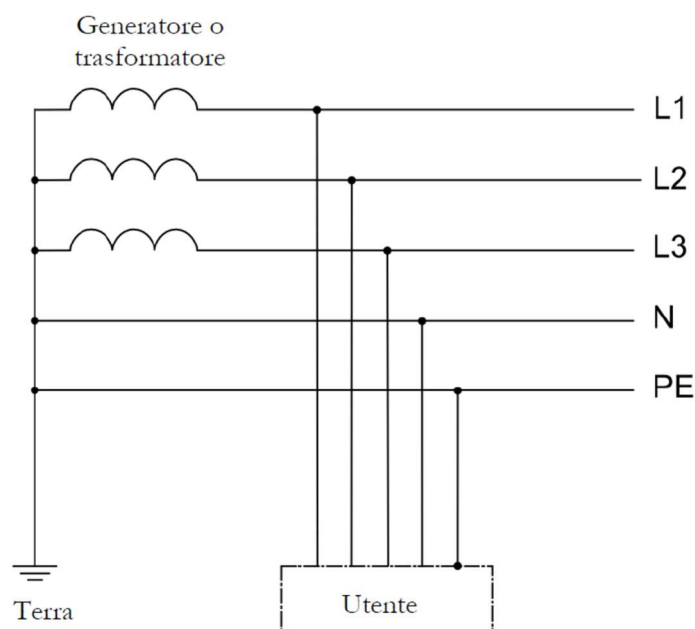 Generatore o
trasformatore
L1
L2
L3
N
PE
Terra
Utente